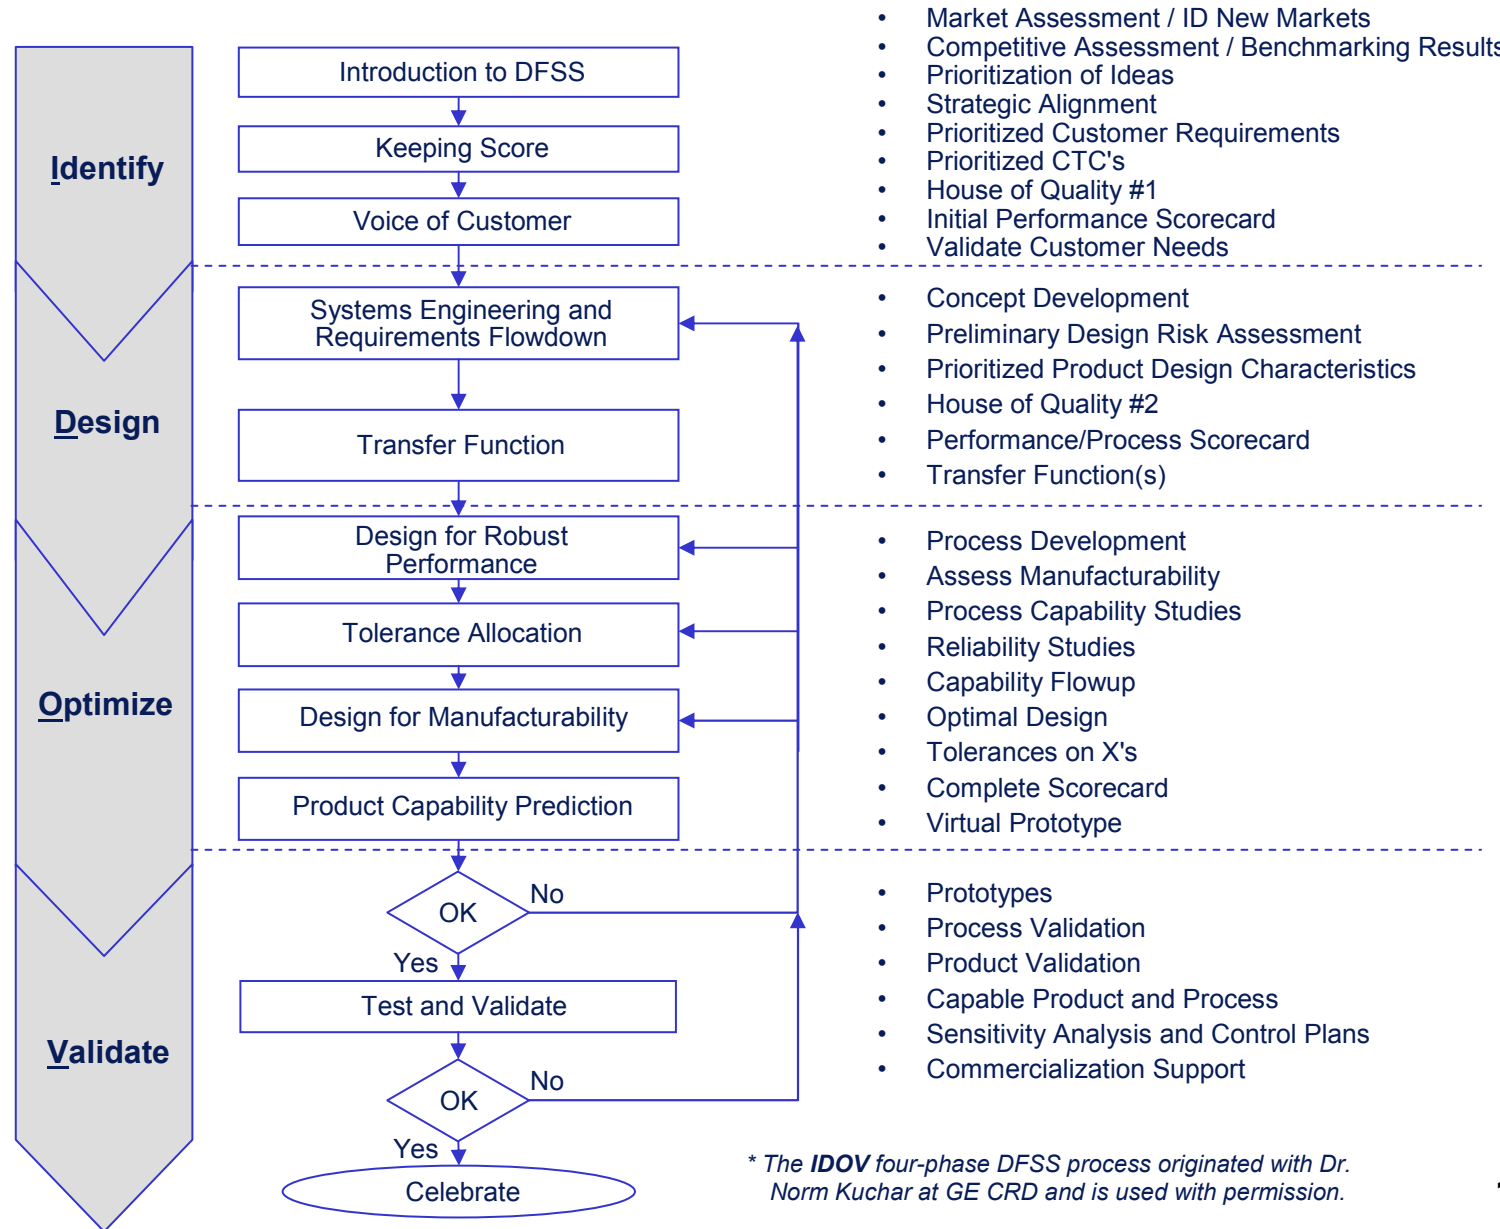 Identify
Introduction to DFSS
Keeping Score
Voice of Customer
• Market Assessment / ID New Markets
• Competitive Assessment / Benchmarking Results
• Prioritization of Ideas
• Strategic Alignment
• Prioritized Customer Requirements
• Prioritized CTC's
• House of Quality #1
• Initial Performance Scorecard
• Validate Customer Needs
Design
Systems Engineering and
Requirements Flowdown
Transfer Function
• Concept Development
• Preliminary Design Risk Assessment
• Prioritized Product Design Characteristics
• House of Quality #2
• Performance/Process Scorecard
• Transfer Function(s)
Optimize
Design for Robust
Performance
Tolerance Allocation
Design for Manufacturability
Product Capability Prediction
• Process Development
• Assess Manufacturability
• Process Capability Studies
• Reliability Studies
• Capability Flowup
• Optimal Design
• Tolerances on X's
• Complete Scorecard
• Virtual Prototype
Validate
OK
No
Yes
Test and Validate
OK
No
Yes
Celebrate
• Prototypes
• Process Validation
• Product Validation
• Capable Product and Process
• Sensitivity Analysis and Control Plans
• Commercialization Support
* The IDOV four-phase DFSS process originated with Dr.
Norm Kuchar at GE CRD and is used with permission.